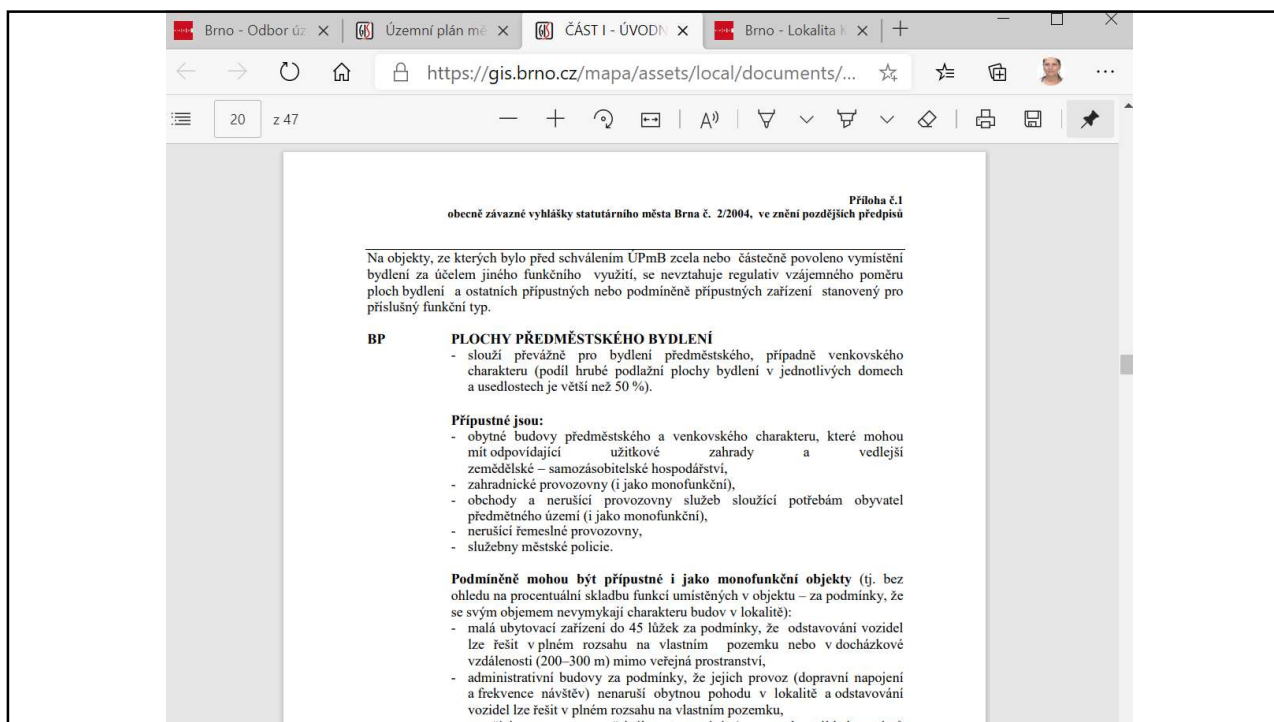 Brno - Odbor úz
Územní plán mě
ČÁST I - ÚVODN
Brno - Lokalita K
https://gis.brno.cz/mapa/assets/local/documents/...
20 z 47
Příloha č.1
obecně závazné vyhlášky statutárního města Brna č. 2/2004, ve znění pozdějších předpisů
Na objekty, ze kterých bylo před schválením ÚPmB zcela nebo částečně povoleno vymístění
bydlení za účelem jiného funkčního využití, se nevztahuje regulativ vzájemného poměru
ploch bydlení a ostatních přípustných nebo podmíněně přípustných zařízení stanovený pro
příslušný funkční typ.
BP PLOCHY PŘEDMĚSTSKÉHO BYDLENÍ
- slouží převážně pro bydlení předměstského, případně venkovského
charakteru (podíl hrubé podlažní plochy bydlení v jednotlivých domech
a usedlostech je větší než 50 %).
Přípustné jsou:
- obytné budovy předměstského a venkovského charakteru, které mohou
mít odpovídající užitkové zahrady a vedlejší
zemědělské – samozásobitelské hospodářství,
- zahradnické provozovny (i jako monofunkční),
- obchody a nerušící provozovny služeb sloužící potřebám obyvatel
předmětného území (i jako monofunkční),
- nerušící řemeslné provozovny,
- služebny městské policie.
Podmíněně mohou být přípustné i jako monofunkční objekty (tj. bez
ohledu na procentuální skladbu funkcí umístěných v objektu – za podmínky, že
se svým objemem nevymykají charakteru budov v lokalitě):
- malá ubytovací zařízení do 45 lůžek za podmínky, že odstavování vozidel
lze řešit v plném rozsahu na vlastním pozemku nebo v docházkové
vzdálenosti (200–300 m) mimo veřejná prostranství,
- administrativní budovy za podmínky, že jejich provoz (dopravní napojení
a frekvence návštěv) nenaruší obytnou pohodu v lokalitě a odstavování
vozidel lze řešit v plném rozsahu na vlastním pozemku,